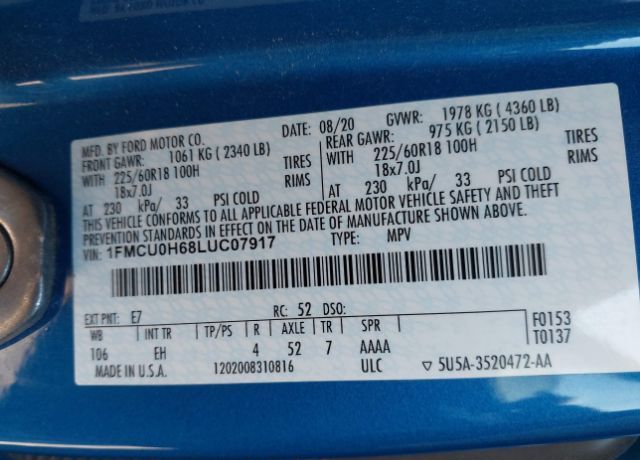 MFD. BY FORD MOTOR CO.
DATE: 08/20
GVWR: 1978 KG ( 4360 LB)
FRONT GAWR: 1061 KG ( 2340 LB)
REAR GAWR: 975 KG ( 2150 LB)
WITH 225/60R18 100H TIRES
WITH 225/60R18 100H TIRES
18x7.0J RIMS
18x7.0J RIMS
AT 230 kPa/ 33 PSI COLD
AT 230 kPa/ 33 PSI COLD
THIS VEHICLE CONFORMS TO ALL APPLICABLE FEDERAL MOTOR VEHICLE SAFETY AND THEFT
PREVENTION STANDARDS IN EFFECT ON THE DATE OF MANUFACTURE SHOWN ABOVE.
VIN: 1FMCU0H68LUC07917
TYPE: MPV
EXT PNT: E7 RC: 52 DSO:
WB INT TR TP/PS R AXLE TR SPR
106 EH 4 52 7 AAAA
F0153
T0137
MADE IN U.S.A. 1202008310816 ULC ▽ 5U5A-3520472-AA